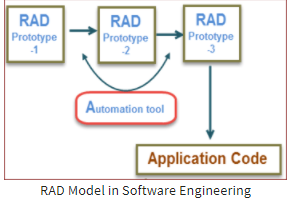 RAD
Prototype
-1
RAD
Prototype
-2
RAD
Prototype
-3
Automation tool
Application Code
RAD Model in Software Engineering